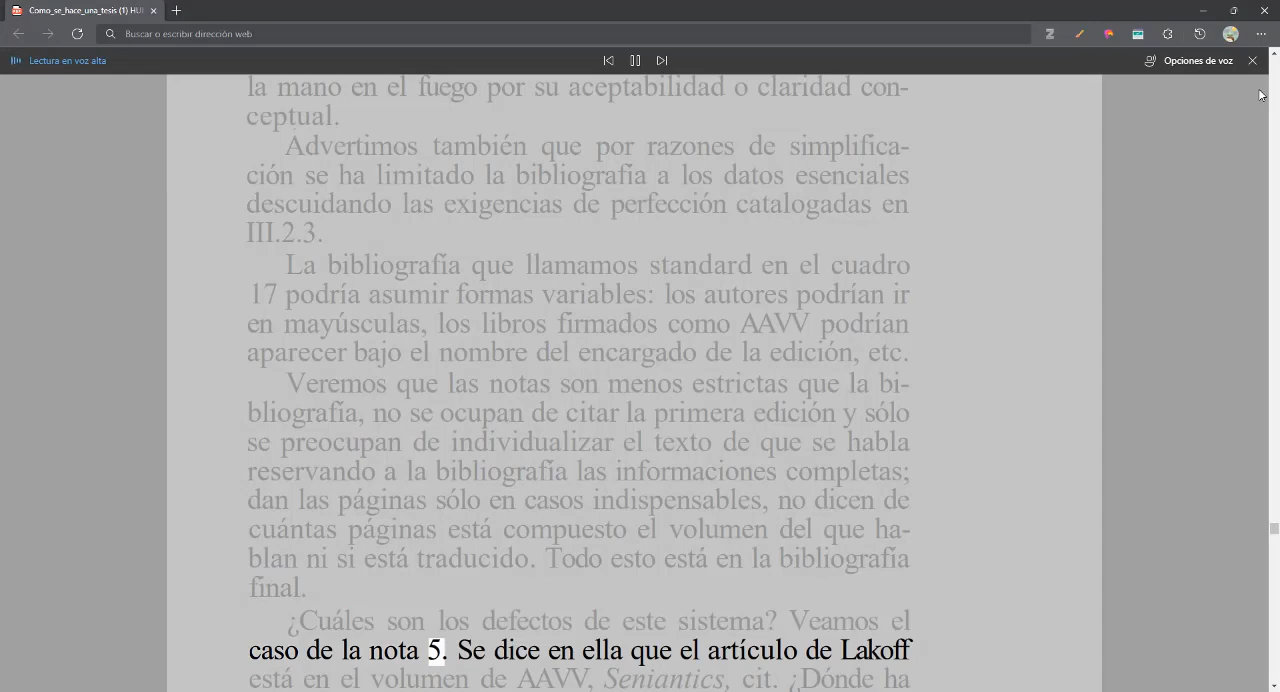 Como_se_hace_una_tesis (1) HUI
Buscar o escribir dirección web
Lectura en voz alta
Opciones de voz
la mano en el fuego por su aceptabilidad o claridad con-
ceptual.
Advertimos también que por razones de simplifica-
ción se ha limitado la bibliografía a los datos esenciales
descuidando las exigencias de perfección catalogadas en
III.2.3.
La bibliografía que llamamos standard en el cuadro
17 podría asumir formas variables: los autores podrían ir
en mayúsculas, los libros firmados como AAVV podrían
aparecer bajo el nombre del encargado de la edición, etc.
Veremos que las notas son menos estrictas que la bi-
bliografía, no se ocupan de citar la primera edición y sólo
se preocupan de individualizar el texto de que se habla
reservando a la bibliografía las informaciones completas;
dan las páginas sólo en casos indispensables, no dicen de
cuántas páginas está compuesto el volumen del que ha-
blan ni si está traducido. Todo esto está en la bibliografía
final.
¿Cuáles son los defectos de este sistema? Veamos el
caso de la nota 5. Se dice en ella que el artículo de Lakoff
está en el volumen de AAVV, Seniantics, cit. ¿Dónde ha